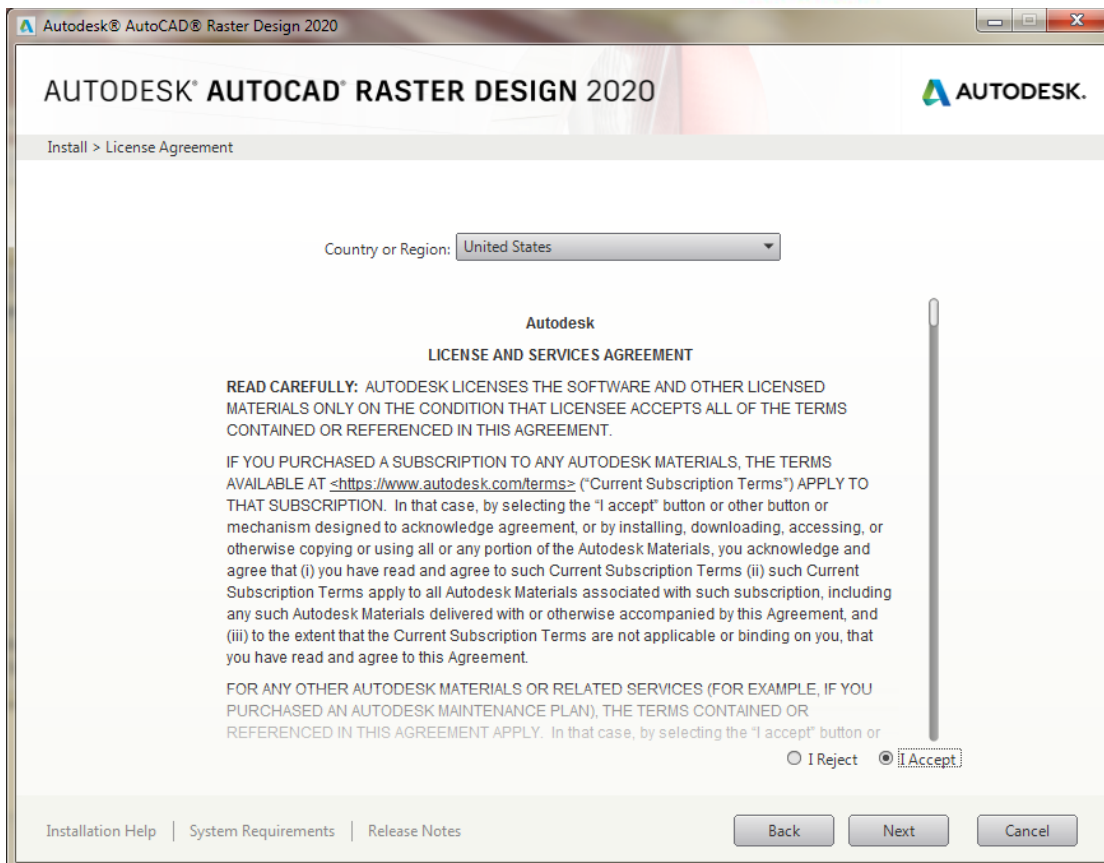 Autodesk® AutoCAD® Raster Design 2020
AUTODESK® AUTOCAD® RASTER DESIGN 2020
AUTODESK.
Install > License Agreement
Country or Region: United States
Autodesk
LICENSE AND SERVICES AGREEMENT
READ CAREFULLY: AUTODESK LICENSES THE SOFTWARE AND OTHER LICENSED
MATERIALS ONLY ON THE CONDITION THAT LICENSEE ACCEPTS ALL OF THE TERMS
CONTAINED OR REFERENCED IN THIS AGREEMENT.
IF YOU PURCHASED A SUBSCRIPTION TO ANY AUTODESK MATERIALS, THE TERMS
AVAILABLE AT <https://www.autodesk.com/terms> (“Current Subscription Terms”) APPLY TO
THAT SUBSCRIPTION. In that case, by selecting the “I accept” button or other button or
mechanism designed to acknowledge agreement, or by installing, downloading, accessing, or
otherwise copying or using all or any portion of the Autodesk Materials, you acknowledge and
agree that (i) you have read and agree to such Current Subscription Terms (ii) such Current
Subscription Terms apply to all Autodesk Materials associated with such subscription, including
any such Autodesk Materials delivered with or otherwise accompanied by this Agreement, and
(iii) to the extent that the Current Subscription Terms are not applicable or binding on you, that
you have read and agree to this Agreement.
FOR ANY OTHER AUTODESK MATERIALS OR RELATED SERVICES (FOR EXAMPLE, IF YOU
PURCHASED AN AUTODESK MAINTENANCE PLAN), THE TERMS CONTAINED OR
REFERENCED IN THIS AGREEMENT APPLY. In that case, by selecting the “I accept” button or
I Reject I Accept
Installation Help | System Requirements | Release Notes
Back Next Cancel